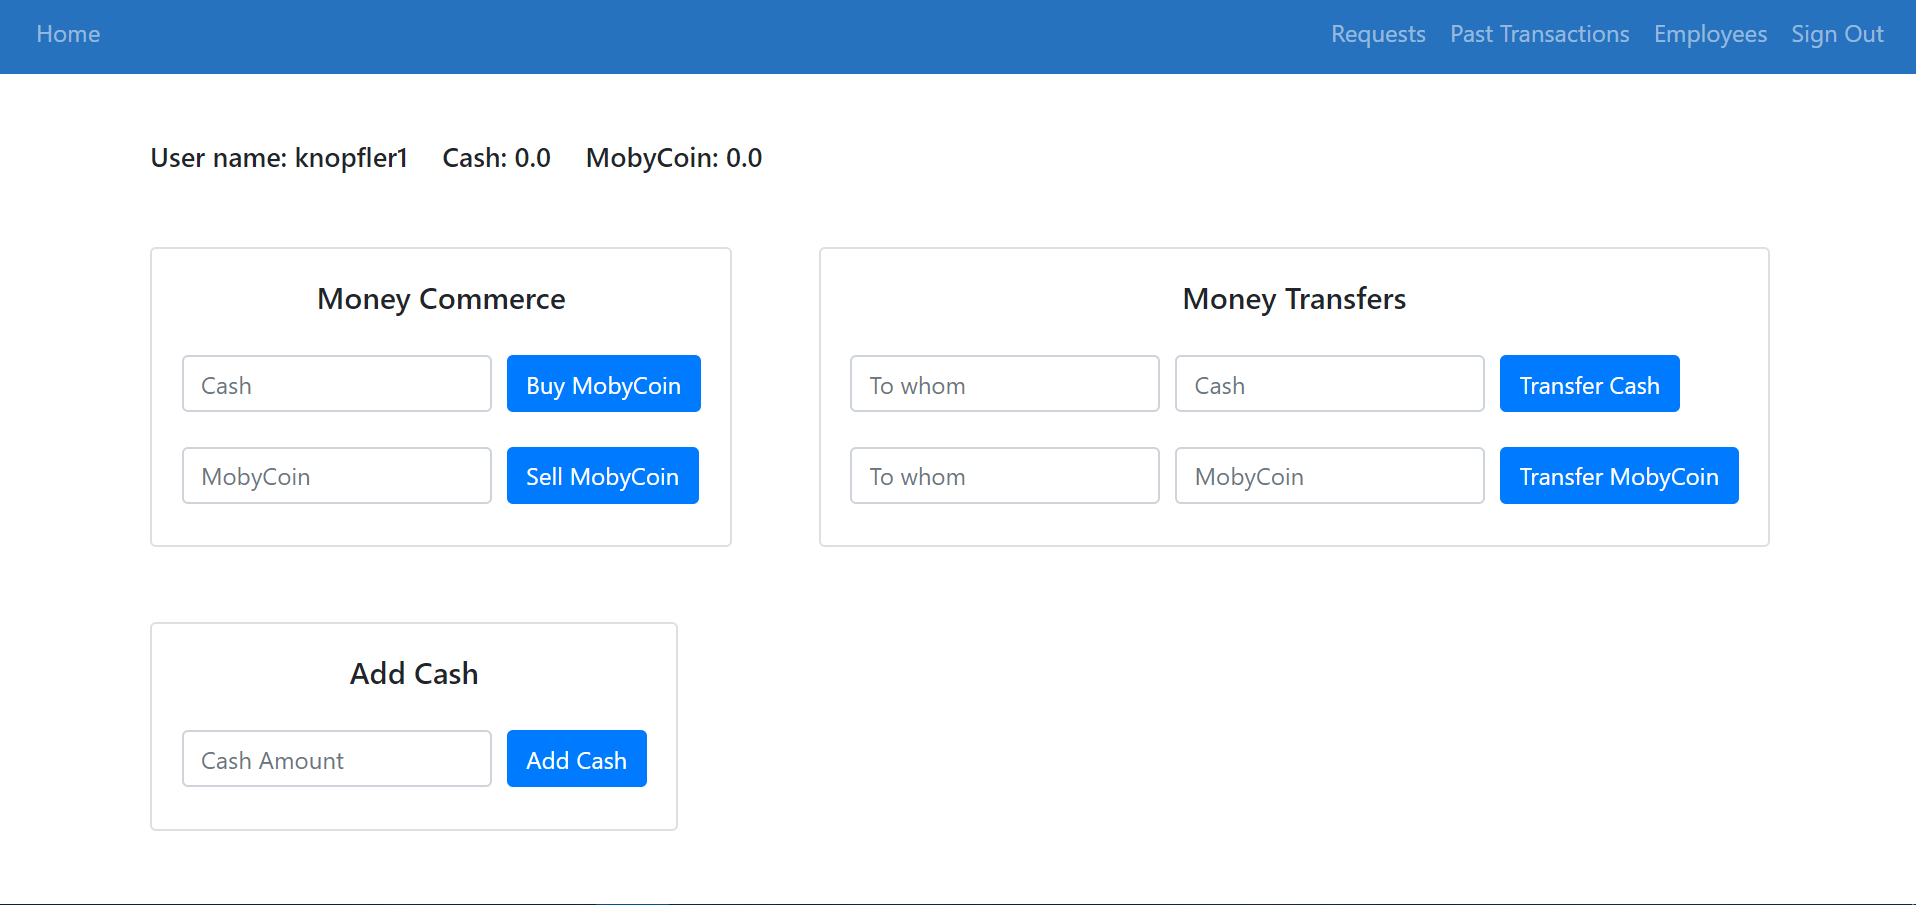 Home Requests Past Transactions Employees Sign Out
User name: knopfler1 Cash: 0.0 MobyCoin: 0.0
Money Commerce
Cash Buy MobyCoin
MobyCoin Sell MobyCoin
Money Transfers
To whom Cash Transfer Cash
To whom MobyCoin Transfer MobyCoin
Add Cash
Cash Amount Add Cash